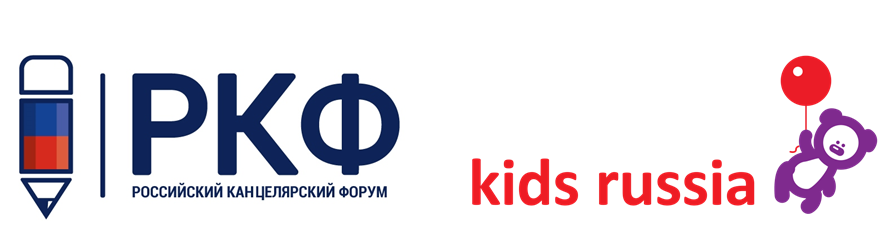 РКФ
РОССИЙСКИЙ КАНЦЕЛЯРСКИЙ ФОРУМ
kids russia